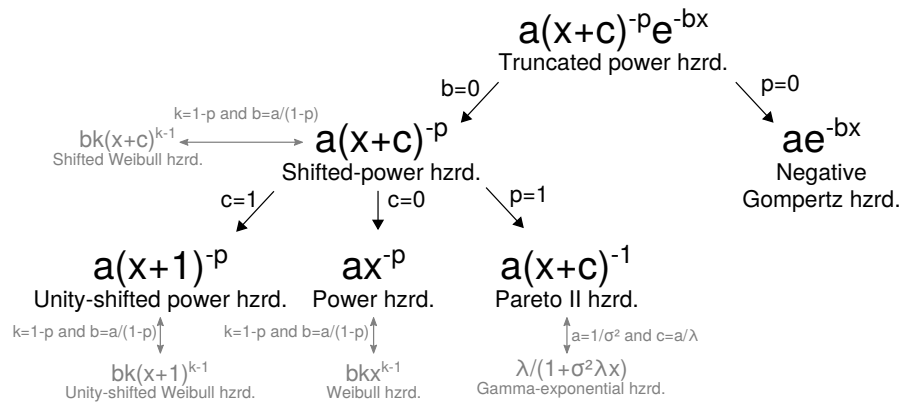 a(x+c)⁻ᵖe⁻ᵇˣ
Truncated power hzrd.
b=0
p=0
k=1-p and b=a/(1-p)
bk(x+c)ᵏ⁻¹
Shifted Weibull hzrd.
a(x+c)⁻ᵖ
Shifted-power hzrd.
ae⁻ᵇˣ
Negative
Gompertz hzrd.
c=1
c=0
p=1
a(x+1)⁻ᵖ
Unity-shifted power hzrd.
ax⁻ᵖ
Power hzrd.
a(x+c)⁻¹
Pareto II hzrd.
k=1-p and b=a/(1-p)
k=1-p and b=a/(1-p)
a=1/σ² and c=a/λ
bk(x+1)ᵏ⁻¹
Unity-shifted Weibull hzrd.
bkxᵏ⁻¹
Weibull hzrd.
λ/(1+σ²λx)
Gamma-exponential hzrd.